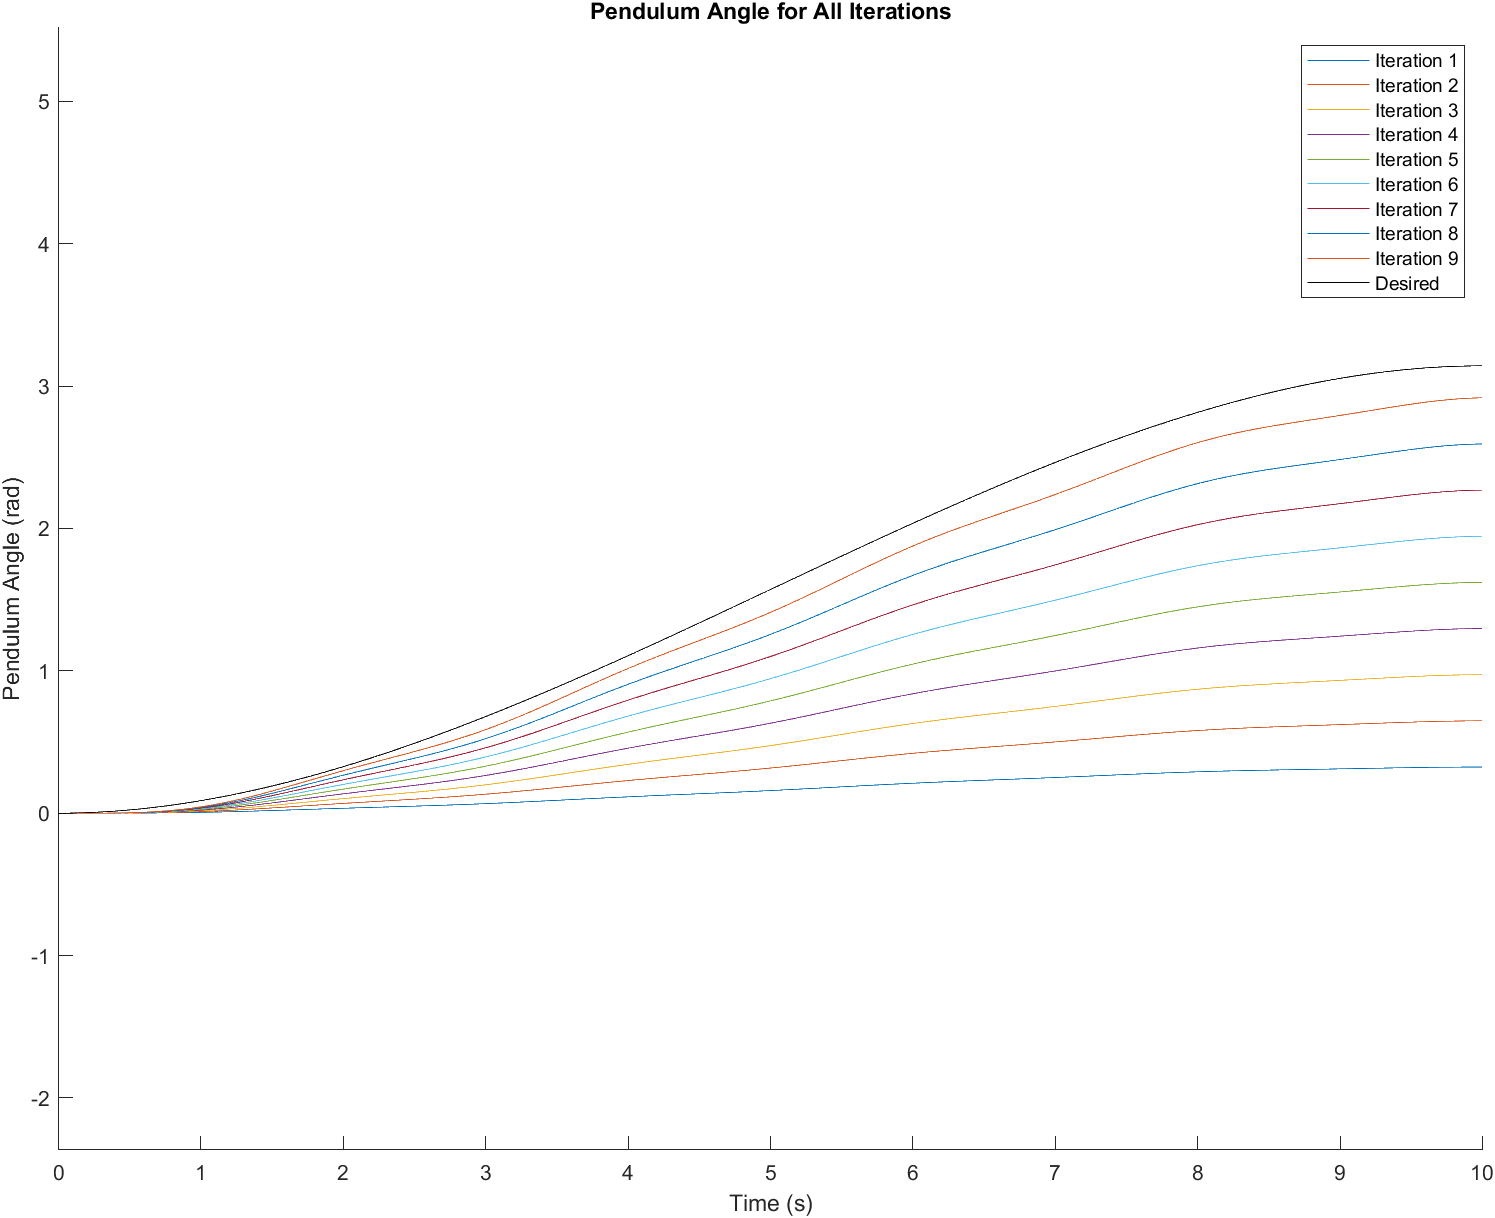 Pendulum Angle for All Iterations
Iteration 1
Iteration 2
Iteration 3
Iteration 4
Iteration 5
Iteration 6
Iteration 7
Iteration 8
Iteration 9
Desired
Pendulum Angle (rad)
5
4
3
2
1
0
-1
-2
0 1 2 3 4 5 6 7 8 9 10
Time (s)